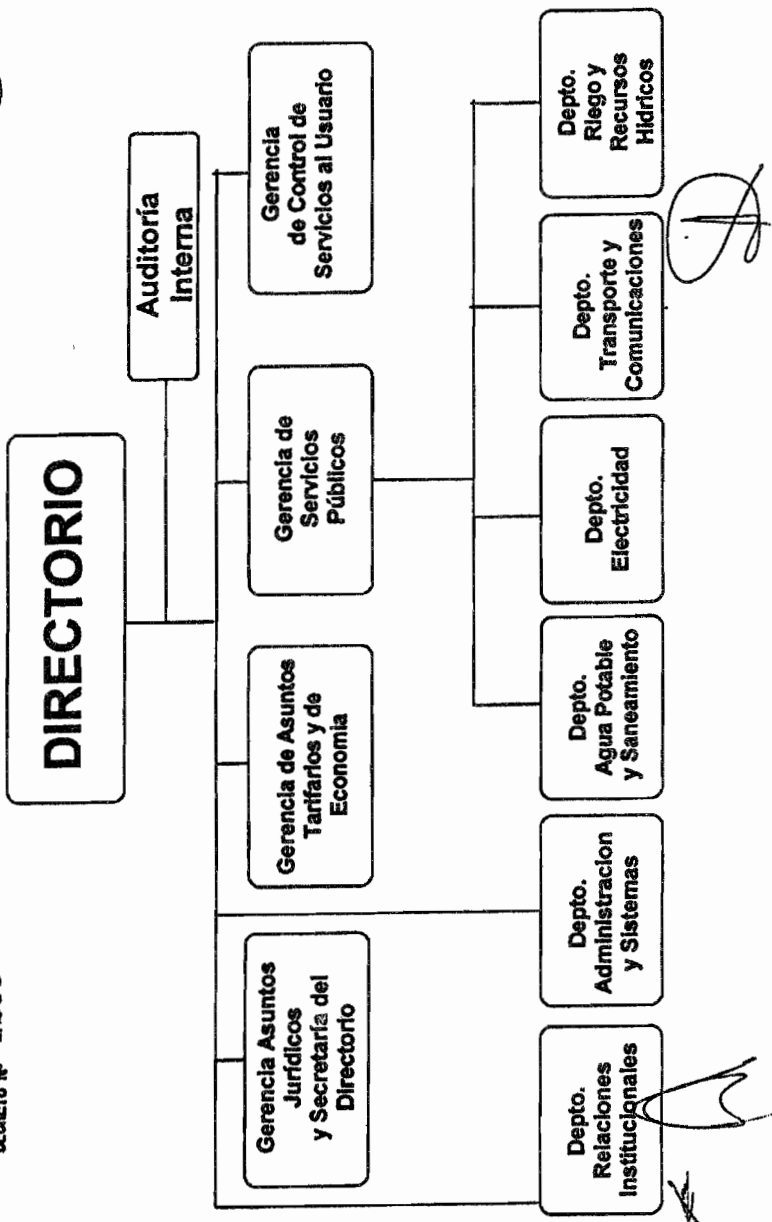 DIRECTORIO
Auditoría
Interna
Gerencia Asuntos
Jurídicos
y Secretaría del
Directorio
Gerencia de Asuntos
Tarifarios y de
Economia
Gerencia de
Servicios
Públicos
Gerencia
de Control de
Servicios al Usuario
Depto.
Relaciones
Institucionales
Depto.
Administracion
y Sistemas
Depto.
Agua Potable
y Saneamiento
Depto.
Electricidad
Depto.
Transporte y
Comunicaciones
Depto.
Riego y
Recursos
Hidricos